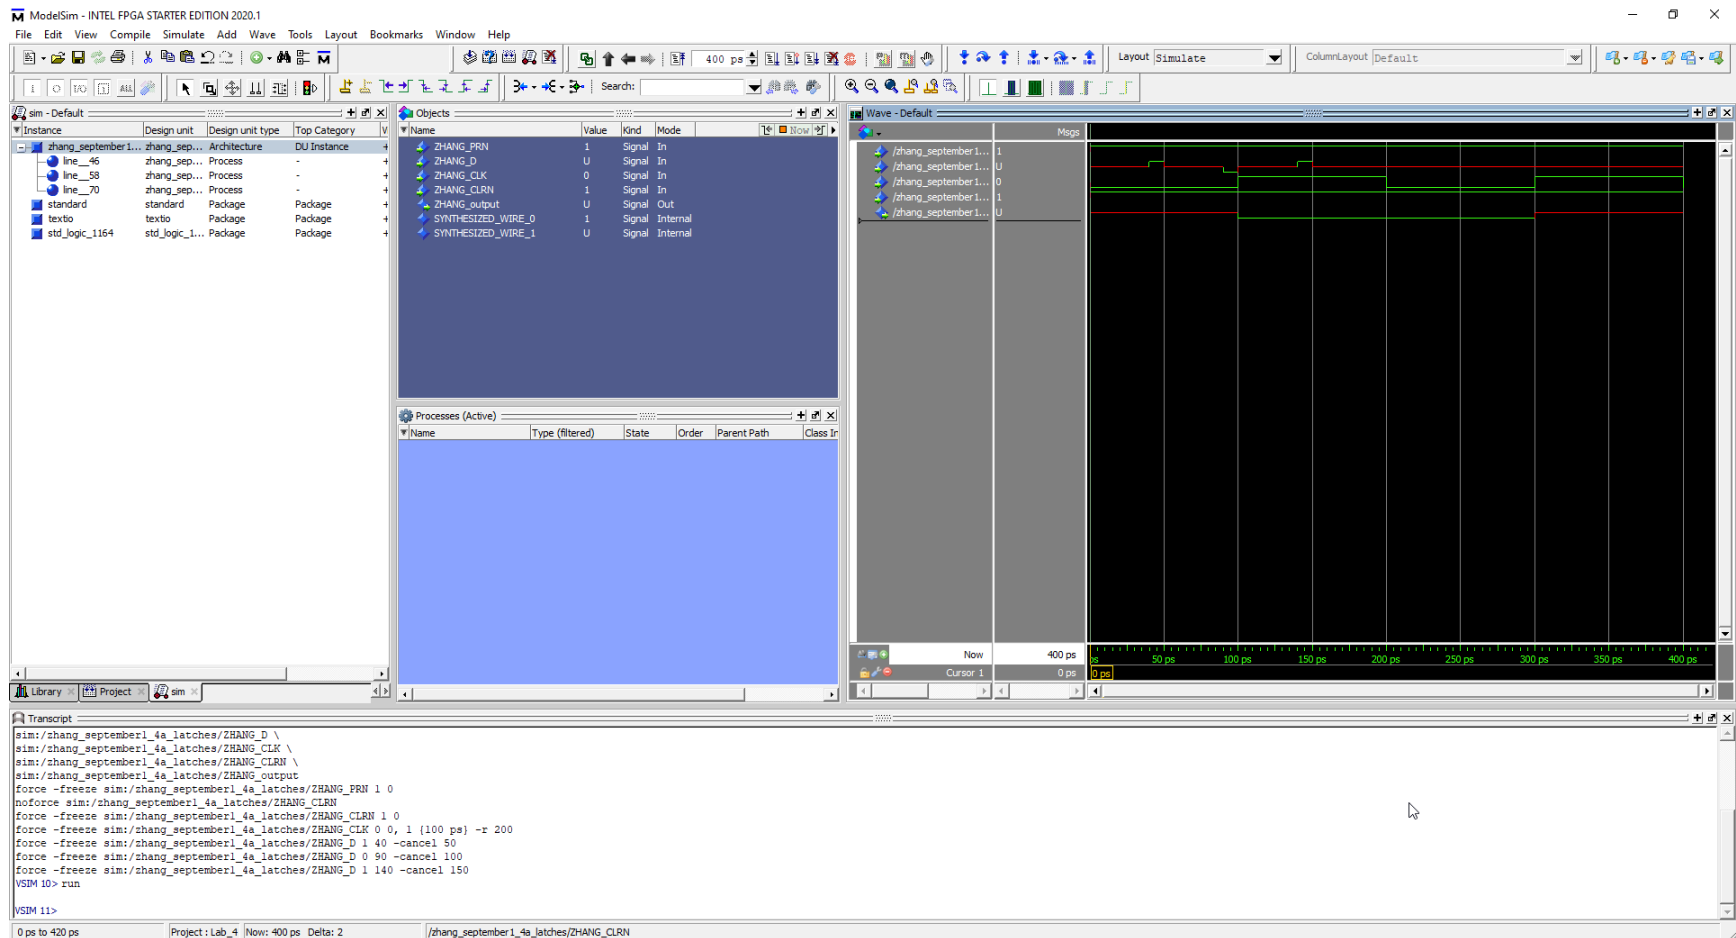 ModelSim - INTEL FPGA STARTER EDITION 2020.1
File Edit View Compile Simulate Add Wave Tools Layout Bookmarks Window Help
400 ps
Layout Simulate
ColumnLayout Default
Search:
sim - Default
Instance Design unit Design unit type Top Category
zhang_september1... zhang_sep... Architecture DU Instance
line__46 zhang_sep... Process -
line__58 zhang_sep... Process -
line__70 zhang_sep... Process -
standard standard Package Package
textio textio Package Package
std_logic_1164 std_logic_1... Package Package
Library Project sim
Objects
Name Value Kind Mode Now
ZHANG_PRN 1 Signal In
ZHANG_D U Signal In
ZHANG_CLK 0 Signal In
ZHANG_CLRN 1 Signal In
ZHANG_output U Signal Out
SYNTHESIZED_WIRE_0 1 Signal Internal
SYNTHESIZED_WIRE_1 U Signal Internal
Processes (Active)
Name Type (filtered) State Order Parent Path Class In
Wave - Default
Msgs
/zhang_september1... 1
/zhang_september1... U
/zhang_september1... 0
/zhang_september1... 1
/zhang_september1... U
Now 400 ps
ps 50 ps 100 ps 150 ps 200 ps 250 ps 300 ps 350 ps 400 ps
Cursor 1 0 ps
0 ps
Transcript
sim:/zhang_september1_4a_latches/ZHANG_D \
sim:/zhang_september1_4a_latches/ZHANG_CLK \
sim:/zhang_september1_4a_latches/ZHANG_CLRN \
sim:/zhang_september1_4a_latches/ZHANG_output
force -freeze sim:/zhang_september1_4a_latches/ZHANG_PRN 1 0
noforce sim:/zhang_september1_4a_latches/ZHANG_CLRN
force -freeze sim:/zhang_september1_4a_latches/ZHANG_CLRN 1 0
force -freeze sim:/zhang_september1_4a_latches/ZHANG_CLK 0 0, 1 {100 ps} -r 200
force -freeze sim:/zhang_september1_4a_latches/ZHANG_D 1 40 -cancel 50
force -freeze sim:/zhang_september1_4a_latches/ZHANG_D 0 90 -cancel 100
force -freeze sim:/zhang_september1_4a_latches/ZHANG_D 1 140 -cancel 150
VSIM 10> run
VSIM 11>
0 ps to 420 ps Project : Lab_4 Now: 400 ps Delta: 2 /zhang_september1_4a_latches/ZHANG_CLRN